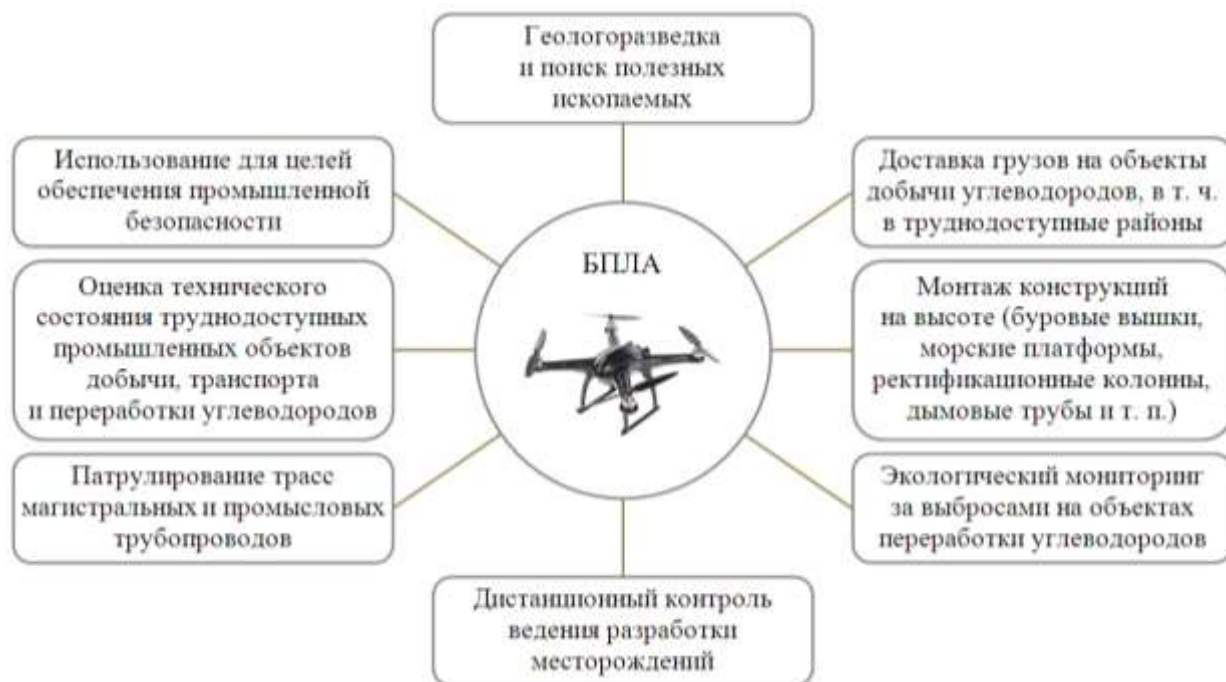 Геологоразведка
и поиск полезных
ископаемых
Использование для целей
обеспечения промышленной
безопасности
Доставка грузов на объекты
добычи углеводородов, в т. ч.
в труднодоступные районы
БПЛА
Оценка технического
состояния труднодоступных
промышленных объектов
добычи, транспорта
и переработки углеводородов
Монтаж конструкций
на высоте (буровые вышки,
морские платформы,
ректификационные колонны,
дымовые трубы и т. п.)
Патрулирование трасс
магистральных и промысловых
трубопроводов
Экологический мониторинг
за выбросами на объектах
переработки углеводородов
Дистанционный контроль
ведения разработки
месторождений